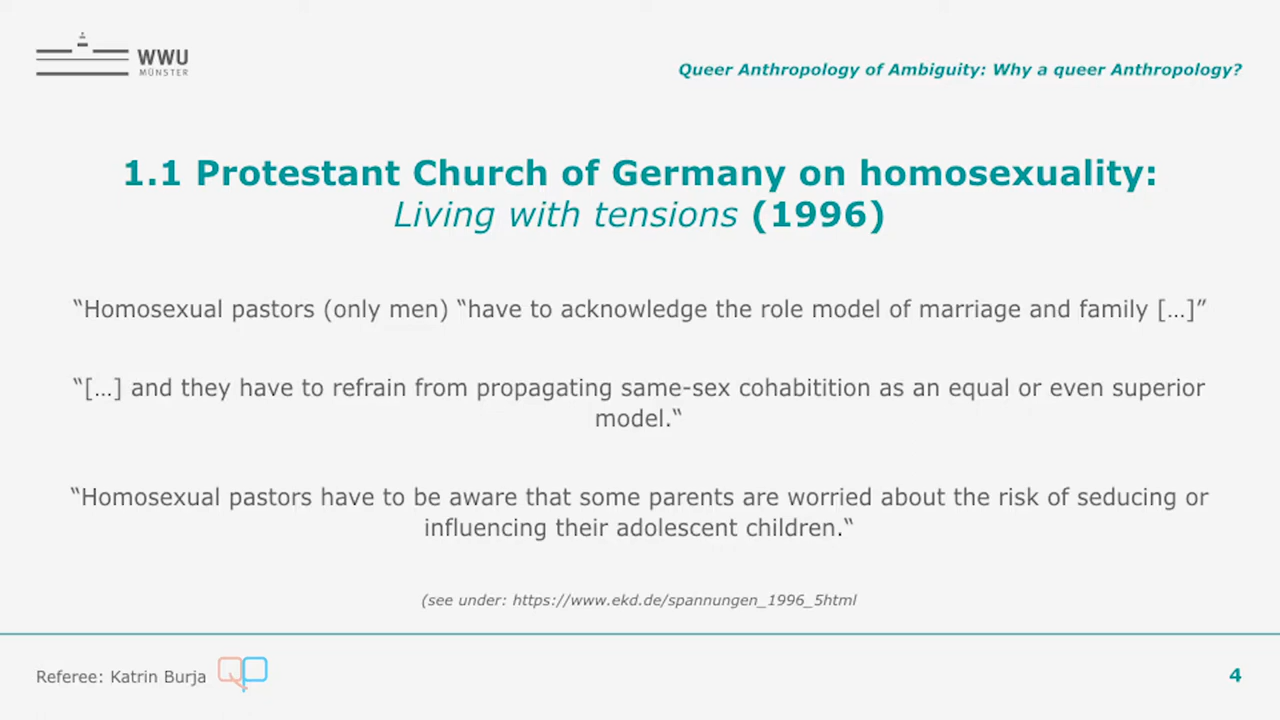 WWU
MÜNSTER
Queer Anthropology of Ambiguity: Why a queer Anthropology?
1.1 Protestant Church of Germany on homosexuality:
Living with tensions (1996)
“Homosexual pastors (only men) “have to acknowledge the role model of marriage and family […]”
“[…] and they have to refrain from propagating same-sex cohabitition as an equal or even superior
model.“
“Homosexual pastors have to be aware that some parents are worried about the risk of seducing or
influencing their adolescent children.“
(see under: https://www.ekd.de/spannungen_1996_5html
Referee: Katrin Burja
QP
4